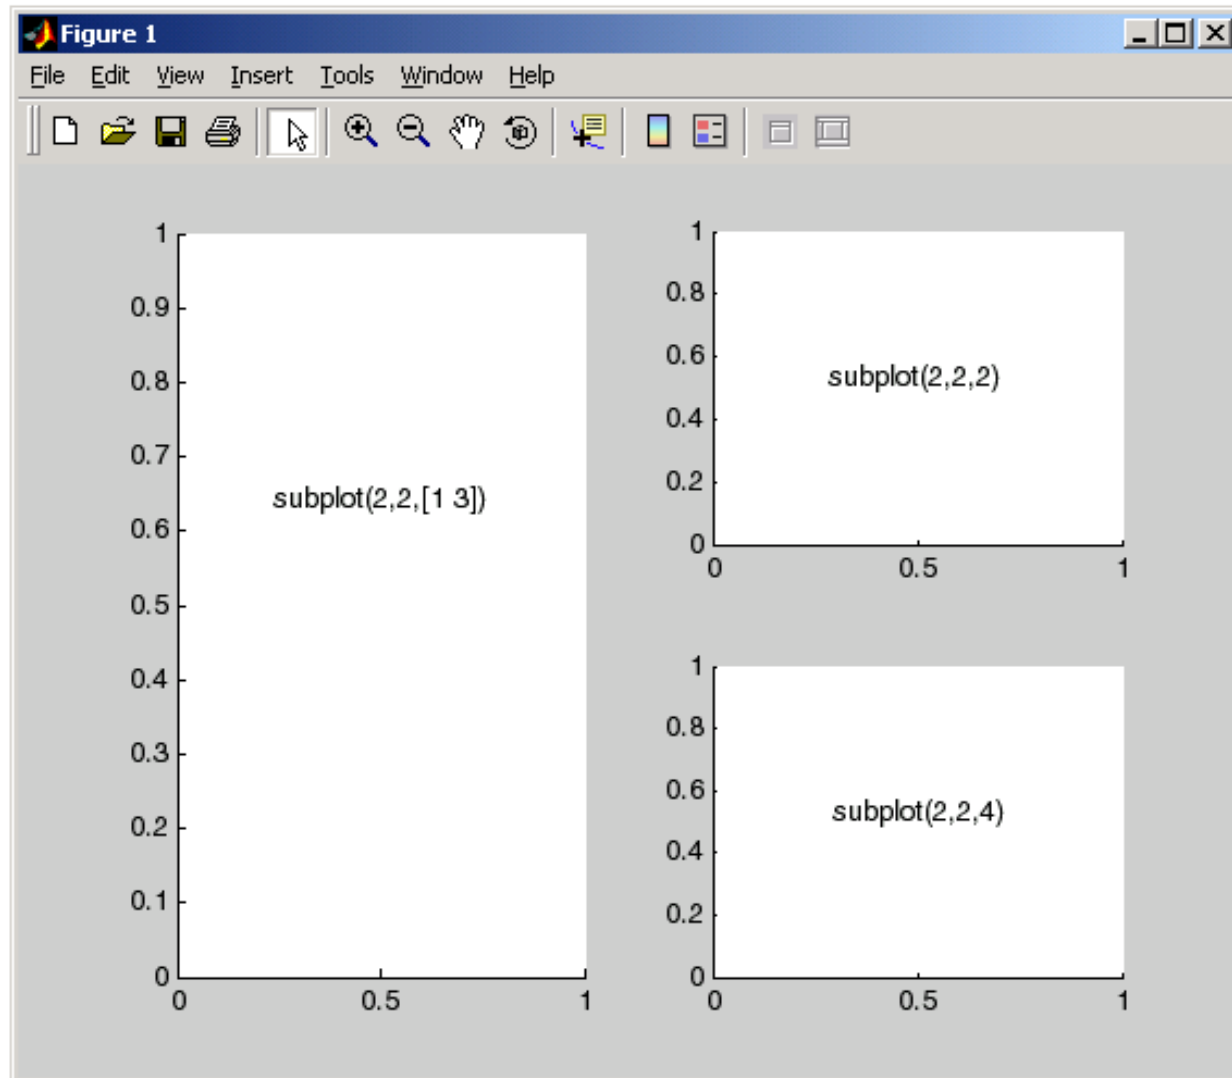 Figure 1
File Edit View Insert Tools Window Help
1
0.9
0.8
0.7
0.6
0.5
0.4
0.3
0.2
0.1
0
0 0.5 1
subplot(2,2,[1 3])
1
0.8
0.6
0.4
0.2
0
0 0.5 1
subplot(2,2,2)
1
0.8
0.6
0.4
0.2
0
0 0.5 1
subplot(2,2,4)